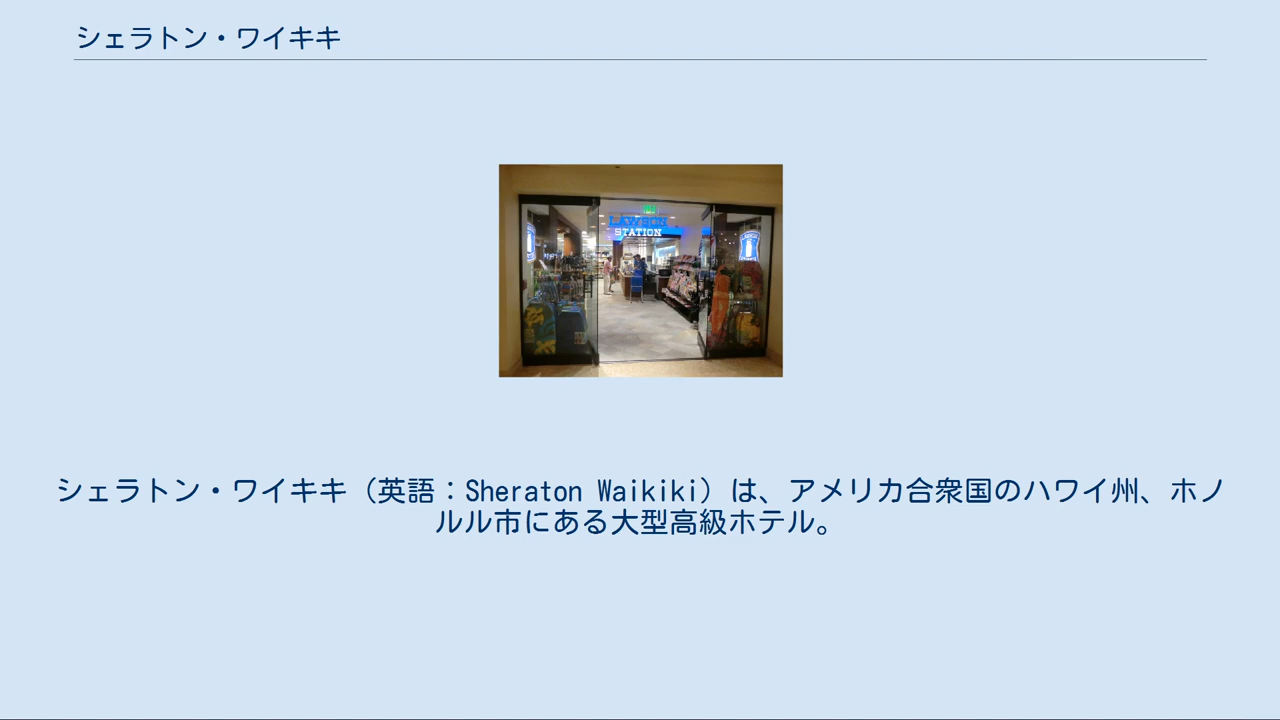 シェラトン・ワイキキ
LAWSON
STATION
シェラトン・ワイキキ（英語：Sheraton Waikiki）は、アメリカ合衆国のハワイ州、ホノ
ルル市にある大型高級ホテル。